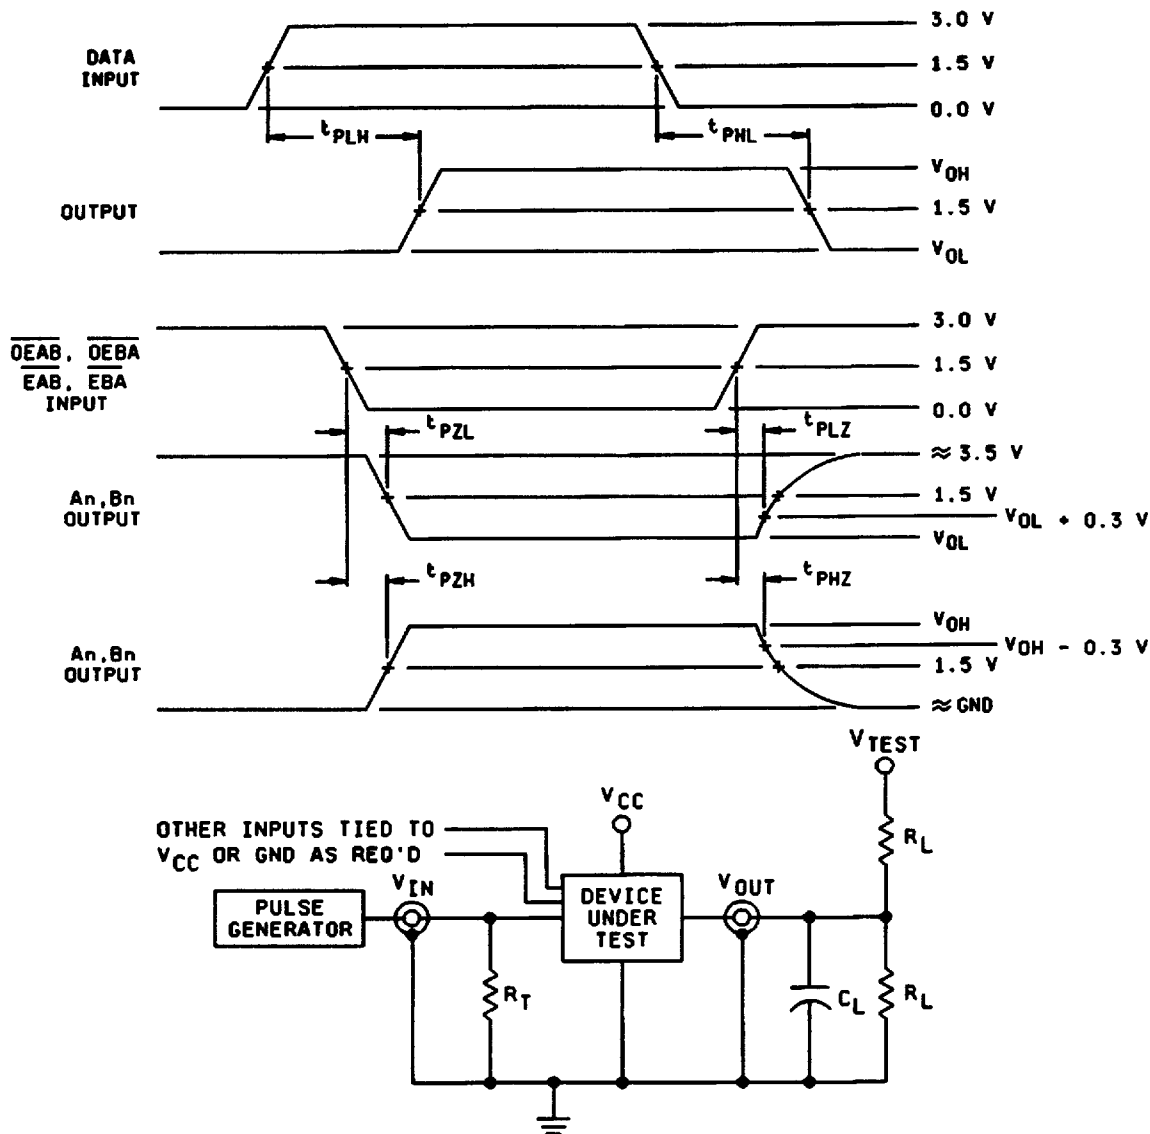 3.0 V
DATA
INPUT
1.5 V
0.0 V
tPLH
tPHL
VOH
OUTPUT
1.5 V
VOL
3.0 V
OEAB, OEBA
EAB, EBA
INPUT
1.5 V
0.0 V
tPZL
tPLZ
≈ 3.5 V
An,Bn
OUTPUT
1.5 V
VOL + 0.3 V
VOL
tPZH
tPHZ
VOH
VOH - 0.3 V
An,Bn
OUTPUT
1.5 V
≈ GND
VTEST
VCC
OTHER INPUTS TIED TO
VCC OR GND AS REQ'D
RL
VIN
VOUT
PULSE
GENERATOR
DEVICE
UNDER
TEST
RT
CL
RL